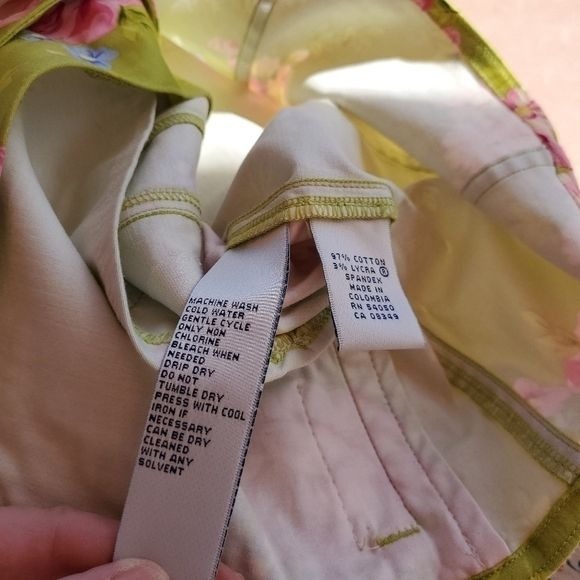 MACHINE WASH
COLD WATER
GENTLE CYCLE
ONLY NON
CHLORINE
BLEACH WHEN
NEEDED
DRIP DRY
DO NOT
TUMBLE DRY
PRESS WITH COOL
IRON IF
NECESSARY
CAN BE DRY
CLEANED
WITH ANY
SOLVENT
97% COTTON
3% LYCRA ®
SPANDEX
MADE IN
COLOMBIA
RN 54050
CA 09349